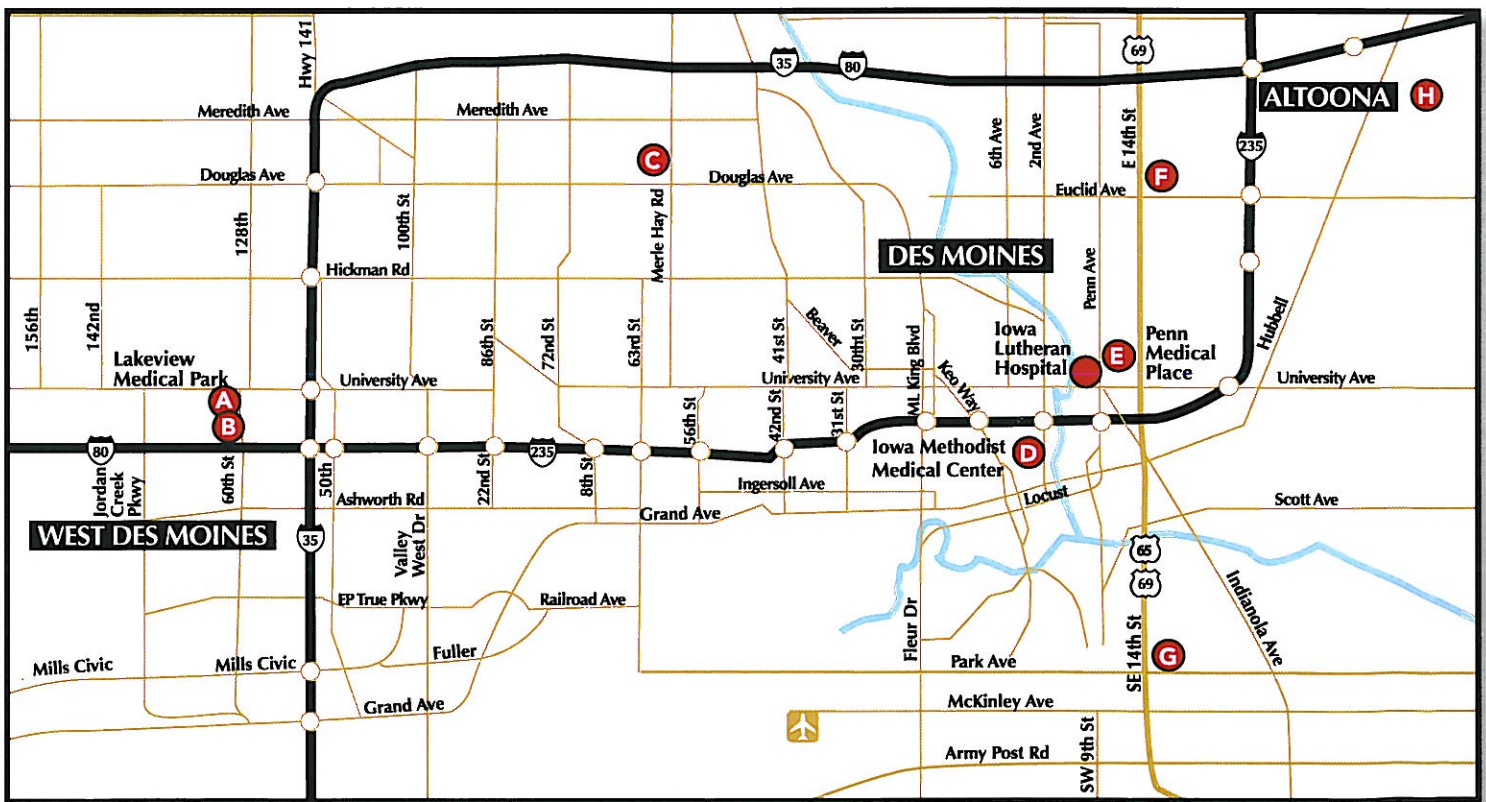 Hwy 141
35
80
69
ALTOONA
H
Meredith Ave
Meredith Ave
6th Ave
2nd Ave
E 14th St
235
C
F
Douglas Ave
Douglas Ave
Euclid Ave
128th
100th St
Merle Hay Rd
DES MOINES
Hickman Rd
Penn Ave
156th
142nd
86th St
72nd St
63rd St
41st St
Beaver
30tht St
ML King Blvd
Hubbell
Lakeview
Medical Park
Iowa
Lutheran
Hospital
E
Penn
Medical
Place
University Ave
University Ave
Keo Way
University Ave
A
B
56th St
42nd St
31st St
80
235
Iowa Methodist
Medical Center
D
Jordan
Creek
Pkwy
60th St
50th
22nd St
8th St
Ingersoll Ave
Ashworth Rd
Locust
Scott Ave
Grand Ave
WEST DES MOINES
35
Valley
West Dr
65
69
EP True Pkwy
Railroad Ave
Fleur Dr
Indianola Ave
SE 14th St
G
Mills Civic
Mills Civic
Fuller
Park Ave
Grand Ave
McKinley Ave
Army Post Rd
SW 9th St